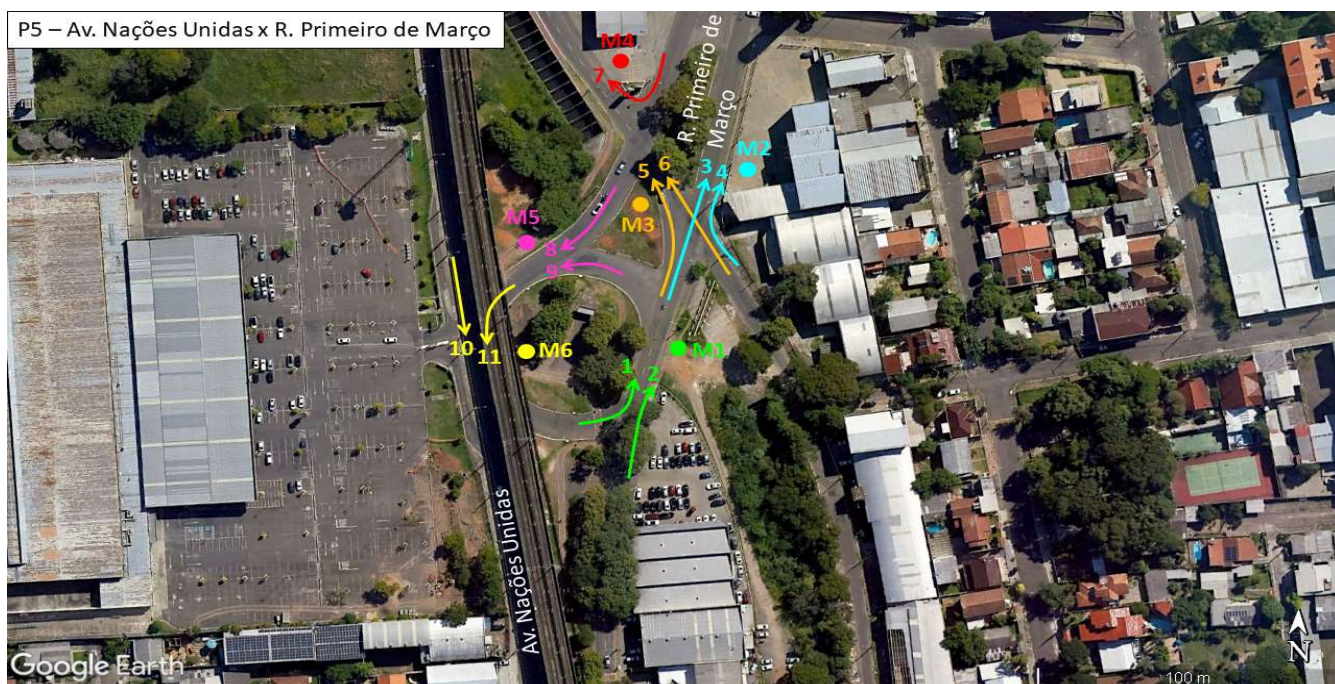 P5 – Av. Nações Unidas x R. Primeiro de Março
M4
7
R. Primeiro de
Março
M2
5
6
3
4
M3
M5
8
9
10
11
M6
M1
1
2
Av. Nações Unidas
N
Google Earth
100 m